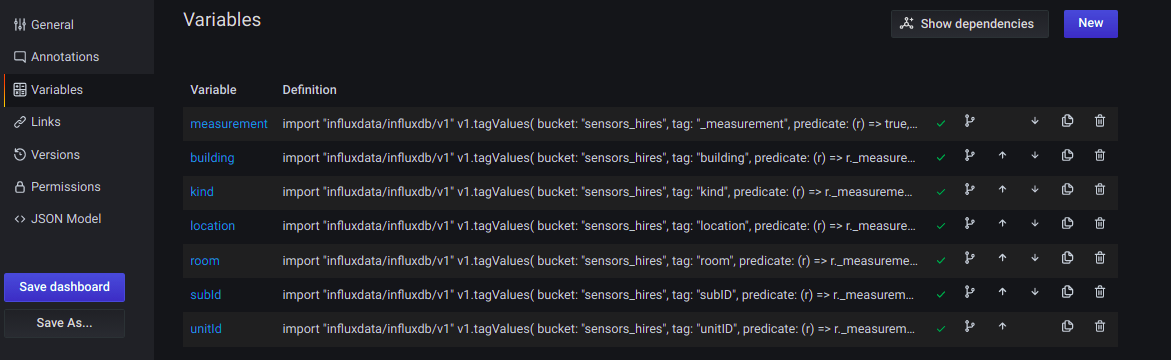 General
Annotations
Variables
Links
Versions
Permissions
JSON Model
Save dashboard
Save As...
Variables
Show dependencies
New
Variable Definition
measurement import "influxdata/influxdb/v1" v1.tagValues( bucket: "sensors_hires", tag: "_measurement", predicate: (r) => true,...
building import "influxdata/influxdb/v1" v1.tagValues( bucket: "sensors_hires", tag: "building", predicate: (r) => r._measure...
kind import "influxdata/influxdb/v1" v1.tagValues( bucket: "sensors_hires", tag: "kind", predicate: (r) => r._measureme...
location import "influxdata/influxdb/v1" v1.tagValues( bucket: "sensors_hires", tag: "location", predicate: (r) => r._measure...
room import "influxdata/influxdb/v1" v1.tagValues( bucket: "sensors_hires", tag: "room", predicate: (r) => r._measureme...
subId import "influxdata/influxdb/v1" v1.tagValues( bucket: "sensors_hires", tag: "subID", predicate: (r) => r._measurem...
unitId import "influxdata/influxdb/v1" v1.tagValues( bucket: "sensors_hires", tag: "unitID", predicate: (r) => r._measurem...